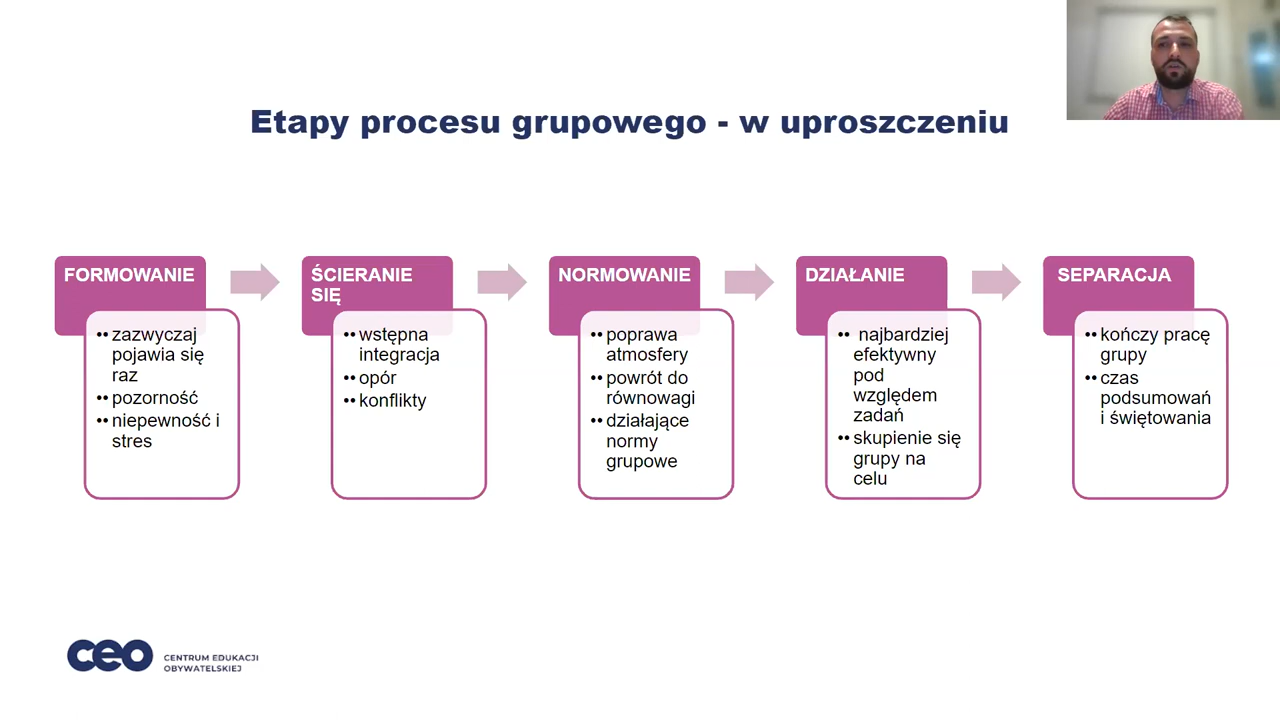 Etapy procesu grupowego - w uproszczeniu
FORMOWANIE
•• zazwyczaj
pojawia się
raz
•• pozorność
•• niepewność i
stres
ŚCIERANIE
SIĘ
•• wstępna
integracja
•• opór
•• konflikty
NORMOWANIE
•• poprawa
atmosfery
•• powrót do
równowagi
•• działające
normy
grupowe
DZIAŁANIE
•• najbardziej
efektywny
pod
względem
zadań
•• skupienie się
grupy na
celu
SEPARACJA
•• kończy pracę
grupy
•• czas
podsumowań
i świętowania
ceo
CENTRUM EDUKACJI
OBYWATELSKIEJ